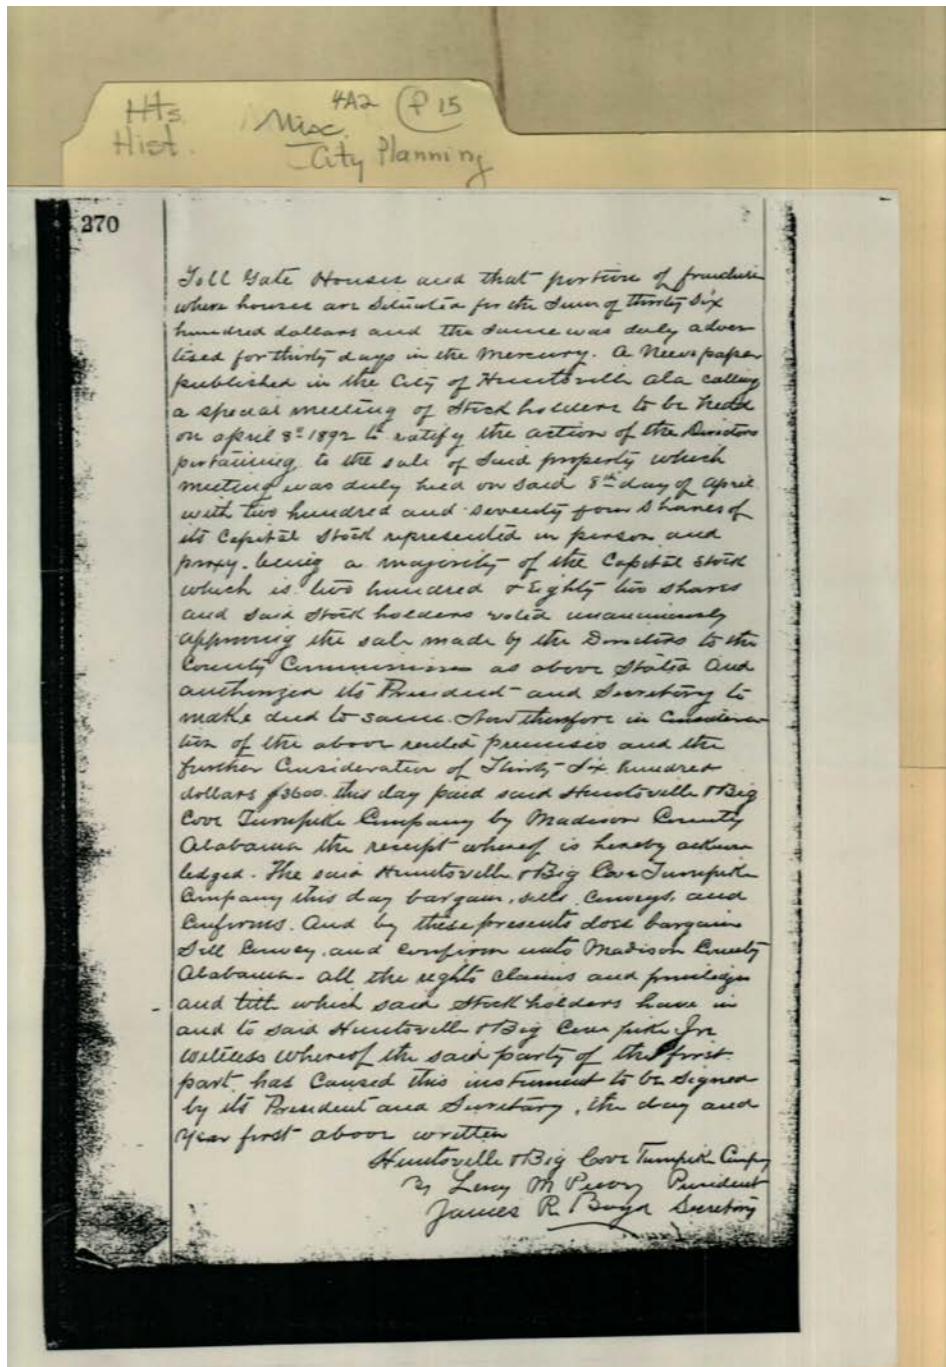 Hts. Hist.
4A2 P 15
Misc.
City Planning
270
Toll Gate Houses and that portion of franchise
where houses are Situated for the Sum of thirty Six
hundred dollars and the same was duly adver
tised for thirty days in the Mercury. A News paper
published in the City of Huntsville Ala calling
a special meeting of Stock holders to be held
on april 8th 1892 to ratify the action of the Directors
pertaining to the sale of Said property which
meeting was duly held on said 8th day of april
with two hundred and seventy four Shares of
its Capital Stock represented in person and
proxy. being a majority of the Capital Stock
which is two hundred & Eighty two shares
and said Stock holders voted unanimously
approving the sale made by the Directors to the
County Commissioners as above Stated and
authorized its President and Secretary to
make deed to same. Now therefore in Considera
tion of the above recited premises and the
further Consideration of Thirty Six hundred
dollars $3600. this day paid said Huntsville & Big
Cove Turnpike Company by Madison County
Alabama the receipt whereof is hereby acknow
ledged. The said Huntsville & Big Cove Turnpike
Company this day bargain, sells, conveys, and
Confirms. And by these presents does bargain
Sell Convey. and confirm unto Madison County
Alabama - all the rights claims and priviledges
and title which said Stock holders have in
and to said Huntsville & Big Cove pike In
Witness whereof the said party of the first
part has Caused this instrument to be signed
by its President and Secretary, the day and
Year first above written
Huntsville & Big Cove Turnpike Company
By M President
James R. Boyd Secretary